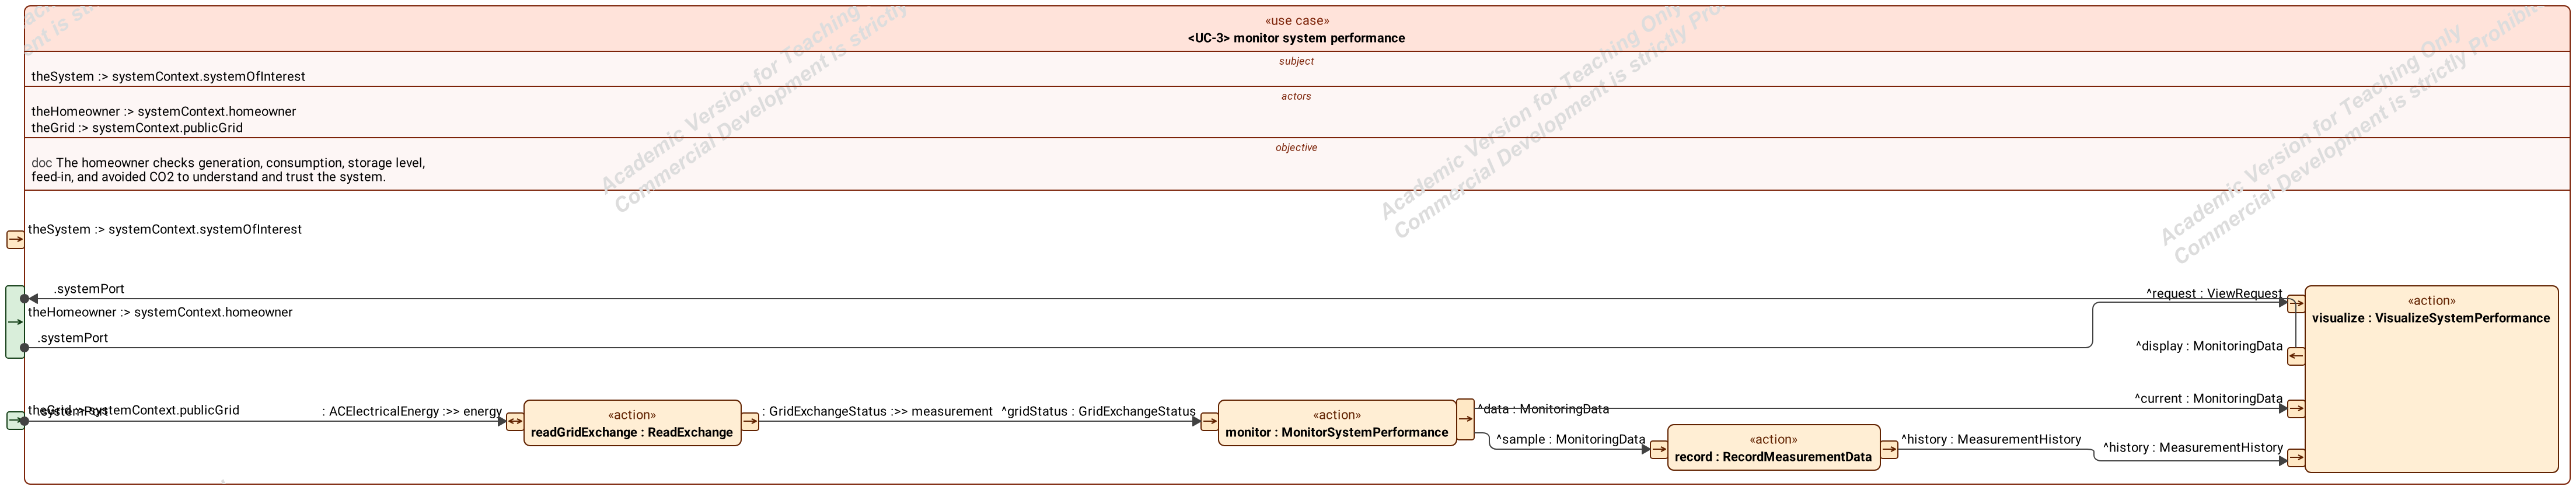 «use case»
<UC-3> monitor system performance
subject
theSystem :> systemContext.systemOfInterest
actors
theHomeowner :> systemContext.homeowner
theGrid :> systemContext.publicGrid
objective
doc The homeowner checks generation, consumption, storage level,
feed-in, and avoided CO2 to understand and trust the system.
Academic Version for Teaching Only
Commercial Development is strictly Prohibit
theSystem :> systemContext.systemOfInterest
.systemPort
theHomeowner :> systemContext.homeowner
.systemPort
^request : ViewRequest
^display : MonitoringData
«action»
visualize : VisualizeSystemPerformance
theGrid :> systemContext.publicGrid
.systemPort
: ACElectricalEnergy :>> energy
«action»
readGridExchange : ReadExchange
: GridExchangeStatus :>> measurement
^gridStatus : GridExchangeStatus
«action»
monitor : MonitorSystemPerformance
^data : MonitoringData
^current : MonitoringData
^sample : MonitoringData
«action»
record : RecordMeasurementData
^history : MeasurementHistory
^history : MeasurementHistory